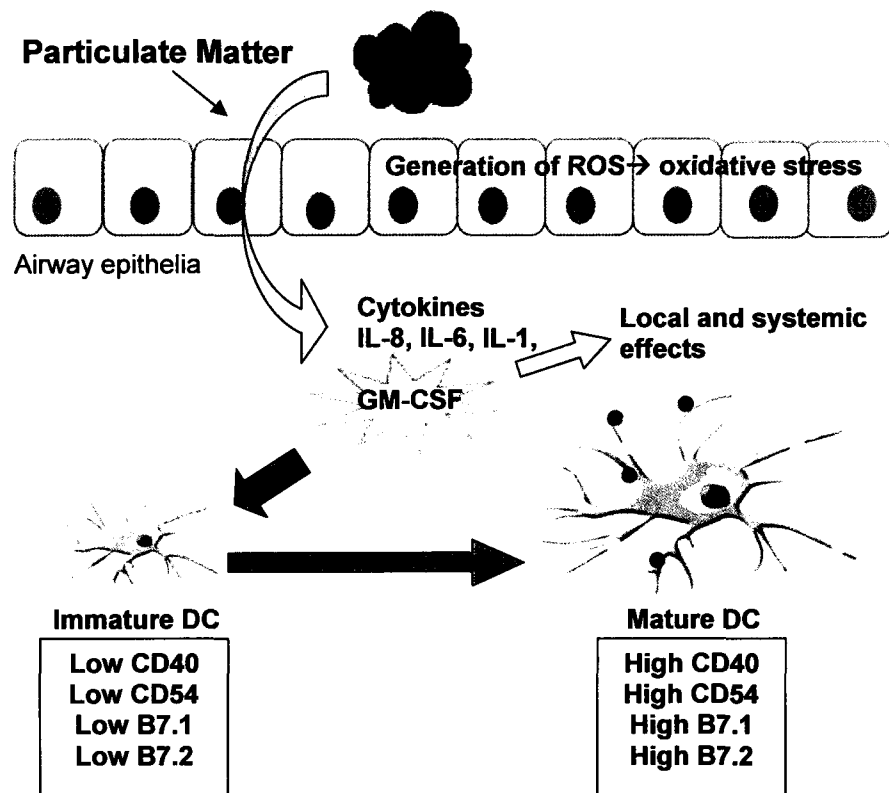 Particulate Matter
Generation of ROS→ oxidative stress
Airway epithelia
Cytokines
IL-8, IL-6, IL-1,
GM-CSF
Local and systemic
effects
Immature DC
Low CD40
Low CD54
Low B7.1
Low B7.2
Mature DC
High CD40
High CD54
High B7.1
High B7.2